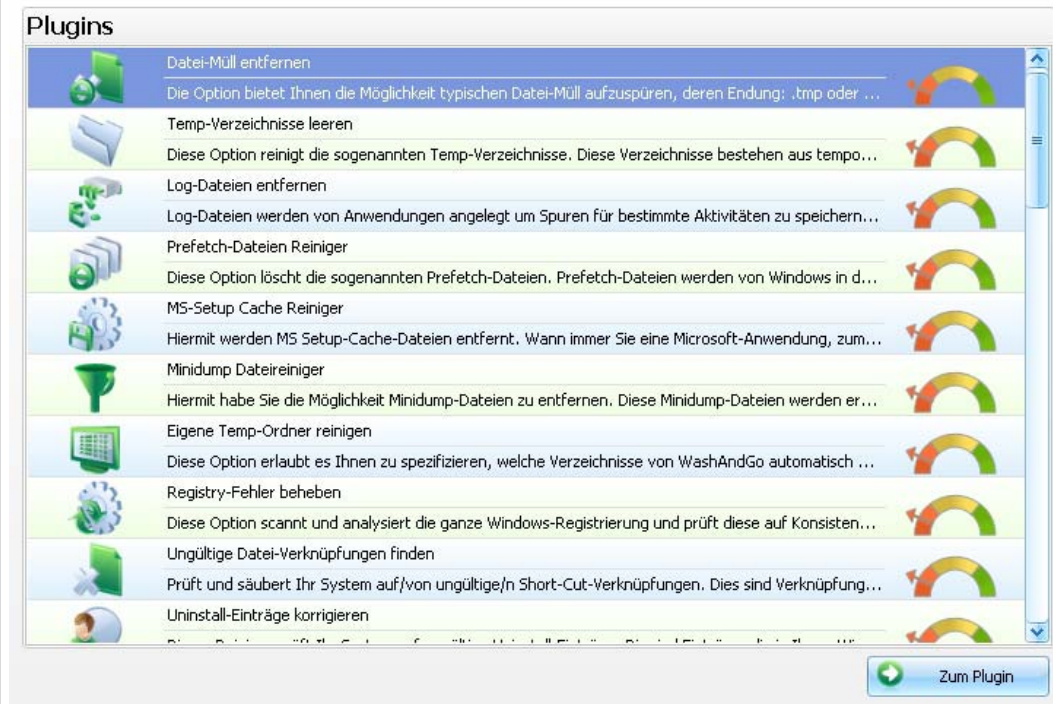 Plugins
Datei-Müll entfernen
Die Option bietet Ihnen die Möglichkeit typischen Datei-Müll aufzuspüren, deren Endung: .tmp oder ...
Temp-Verzeichnisse leeren
Diese Option reinigt die sogenannten Temp-Verzeichnisse. Diese Verzeichnisse bestehen aus tempo...
Log-Dateien entfernen
Log-Dateien werden von Anwendungen angelegt um Spuren für bestimmte Aktivitäten zu speichern...
Prefetch-Dateien Reiniger
Diese Option löscht die sogenannten Prefetch-Dateien. Prefetch-Dateien werden von Windows in d...
MS-Setup Cache Reiniger
Hiermit werden MS Setup-Cache-Dateien entfernt. Wann immer Sie eine Microsoft-Anwendung, zum...
Minidump Dateireiniger
Hiermit habe Sie die Möglichkeit Minidump-Dateien zu entfernen. Diese Minidump-Dateien werden er...
Eigene Temp-Ordner reinigen
Diese Option erlaubt es Ihnen zu spezifizieren, welche Verzeichnisse von WashAndGo automatisch ...
Registry-Fehler beheben
Diese Option scannt und analysiert die ganze Windows-Registrierung und prüft diese auf Konsisten...
Ungültige Datei-Verknüpfungen finden
Prüft und säubert Ihr System auf/von ungültige/n Short-Cut-Verknüpfungen. Dies sind Verknüpfung...
Uninstall-Einträge korrigieren
Zum Plugin